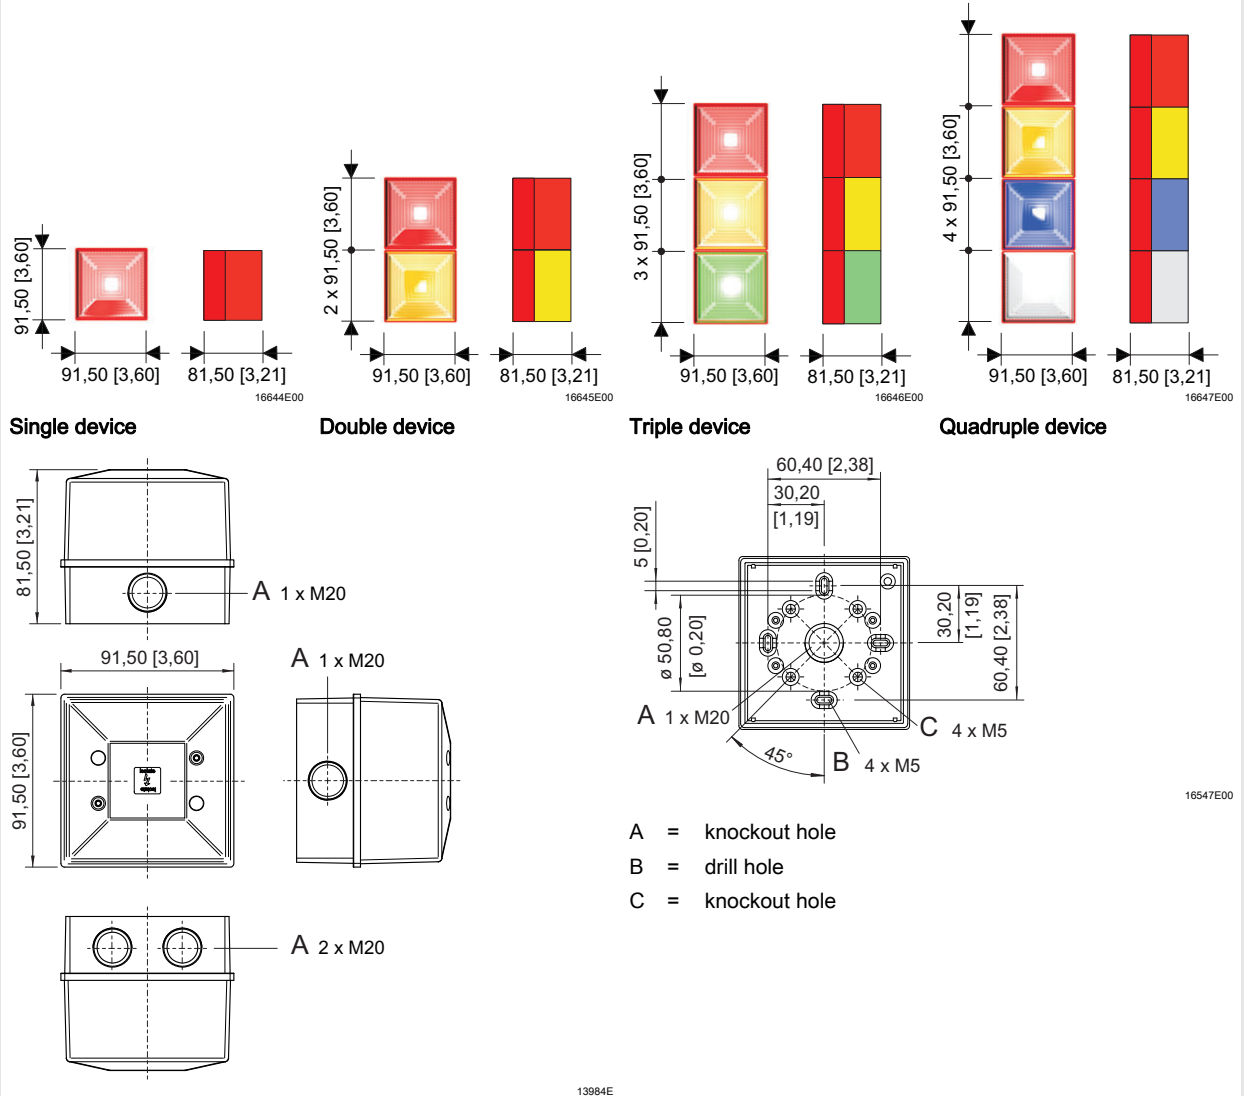 91,50 [3,60]
91,50 [3,60]
81,50 [3,21]
16644E00
2 x 91,50 [3,60]
91,50 [3,60]
81,50 [3,21]
16645E00
3 x 91,50 [3,60]
91,50 [3,60]
81,50 [3,21]
16646E00
4 x 91,50 [3,60]
91,50 [3,60]
81,50 [3,21]
16647E00
Single device
Double device
Triple device
Quadruple device
81,50 [3,21]
A 1 x M20
91,50 [3,60]
91,50 [3,60]
A 1 x M20
A 2 x M20
13984E
60,40 [2,38]
30,20
[1,19]
5 [0,20]
ø 50,80
[ø 0,20]
30,20
[1,19]
60,40 [2,38]
A 1 x M20
45°
B 4 x M5
C 4 x M5
16547E00
A = knockout hole
B = drill hole
C = knockout hole